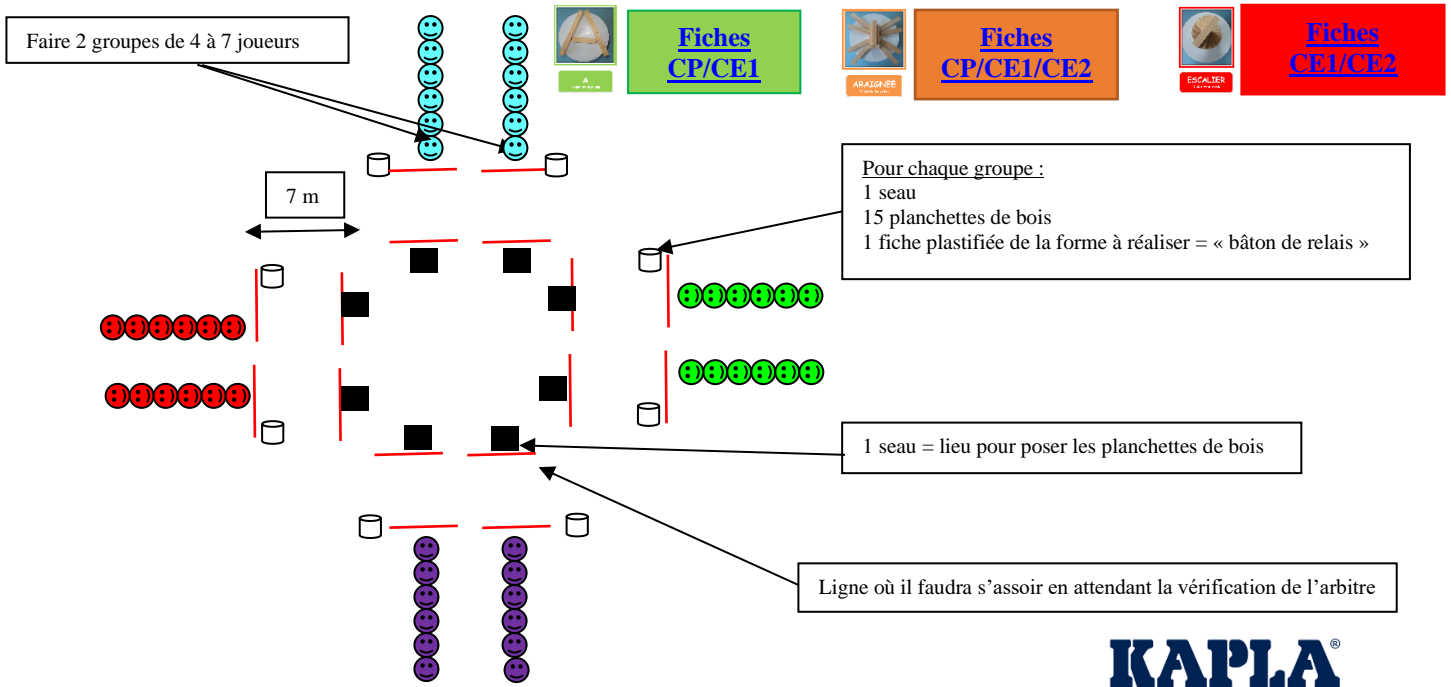 Faire 2 groupes de 4 à 7 joueurs
A
Fiches
CP/CE1
ARAIGNEE
Fiches
CP/CE1/CE2
ESCALIER
Fiches
CE1/CE2
7 m
Pour chaque groupe :
1 seau
15 planchettes de bois
1 fiche plastifiée de la forme à réaliser = « bâton de relais »
1 seau = lieu pour poser les planchettes de bois
Ligne où il faudra s’assoir en attendant la vérification de l’arbitre
KAPLA®